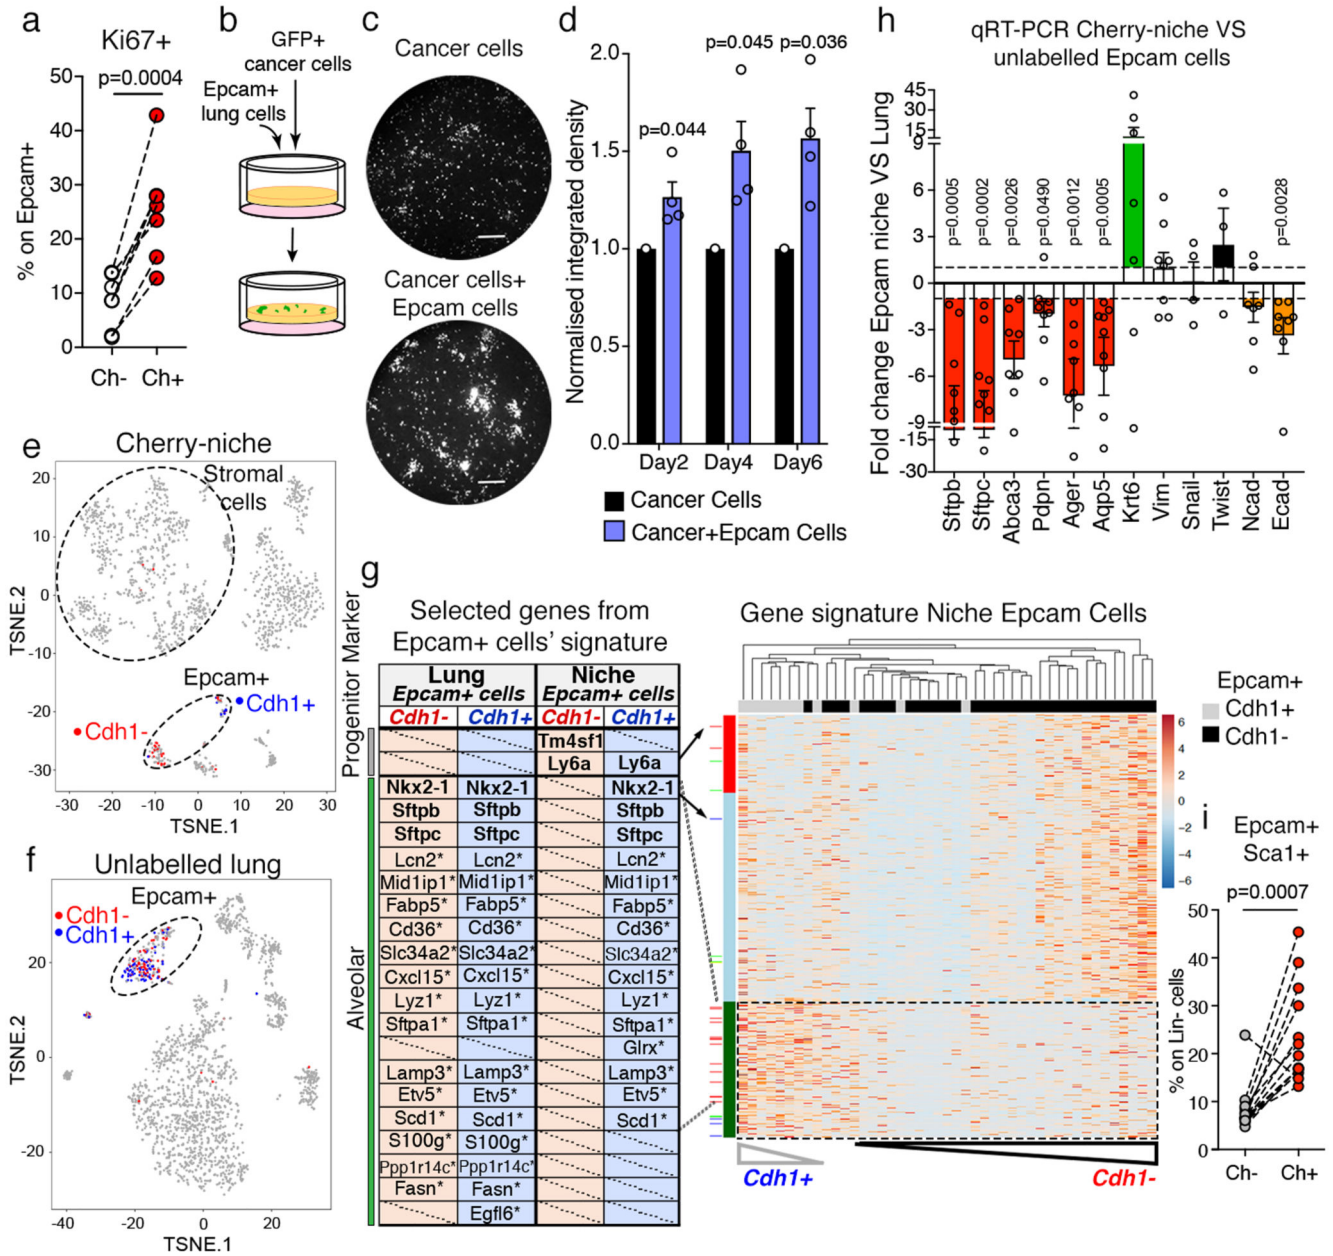 a
Ki67+
p=0.0004
% on Epcam+
50
40
30
20
10
0
Ch-
Ch+
b
GFP+
cancer cells
Epcam+
lung cells
c
Cancer cells
Cancer cells+
Epcam cells
d
Normalised integrated density
2.0
1.5
1.0
0.5
0.0
p=0.044
p=0.045
p=0.036
Day2
Day4
Day6
Cancer Cells
Cancer+Epcam Cells
h
qRT-PCR Cherry-niche VS
unlabelled Epcam cells
Fold change Epcam niche VS Lung
45
30
15
9
6
3
0
-3
-6
-9
-15
-30
p=0.0005
p=0.0002
p=0.0026
p=0.0490
p=0.0012
p=0.0005
p=0.0028
Sftpb
Sftpc
Abca3
Pdpn
Ager
Aqp5
Krt6
Vim
Snail
Twist
Ncad
Ecad
e
Cherry-niche
Stromal
cells
Epcam+
Cdh1+
Cdh1-
TSNE.2
20
10
0
-10
-20
-30
-30
-20
-10
0
10
20
30
TSNE.1
f
Unlabelled lung
Epcam+
Cdh1-
Cdh1+
TSNE.2
20
0
-20
-40
-20
0
20
TSNE.1
g
Selected genes from
Epcam+ cells' signature
Progenitor Marker
Alveolar
Lung Niche
Epcam+ cells Epcam+ cells
Cdh1- Cdh1+ Cdh1- Cdh1+
Tm4sf1
Ly6a Ly6a
Nkx2-1 Nkx2-1 Nkx2-1
Sftpb Sftpb Sftpb
Sftpc Sftpc Sftpc
Lcn2* Lcn2* Lcn2*
Mid1ip1* Mid1ip1* Mid1ip1*
Fabp5* Fabp5* Fabp5*
Cd36* Cd36* Cd36*
Slc34a2* Slc34a2* Slc34a2*
Cxcl15* Cxcl15* Cxcl15*
Lyz1* Lyz1* Lyz1*
Sftpa1* Sftpa1* Sftpa1*
Glrx*
Lamp3* Lamp3* Lamp3*
Etv5* Etv5* Etv5*
Scd1* Scd1* Scd1*
S100g* S100g*
Ppp1r14c* Ppp1r14c*
Fasn* Fasn*
Egfl6*
Gene signature Niche Epcam Cells
Epcam+
Cdh1+
Cdh1-
6
4
2
0
-2
-4
-6
Cdh1+
Cdh1-
i
Epcam+
Sca1+
p=0.0007
% on Lin- cells
50
40
30
20
10
0
Ch-
Ch+